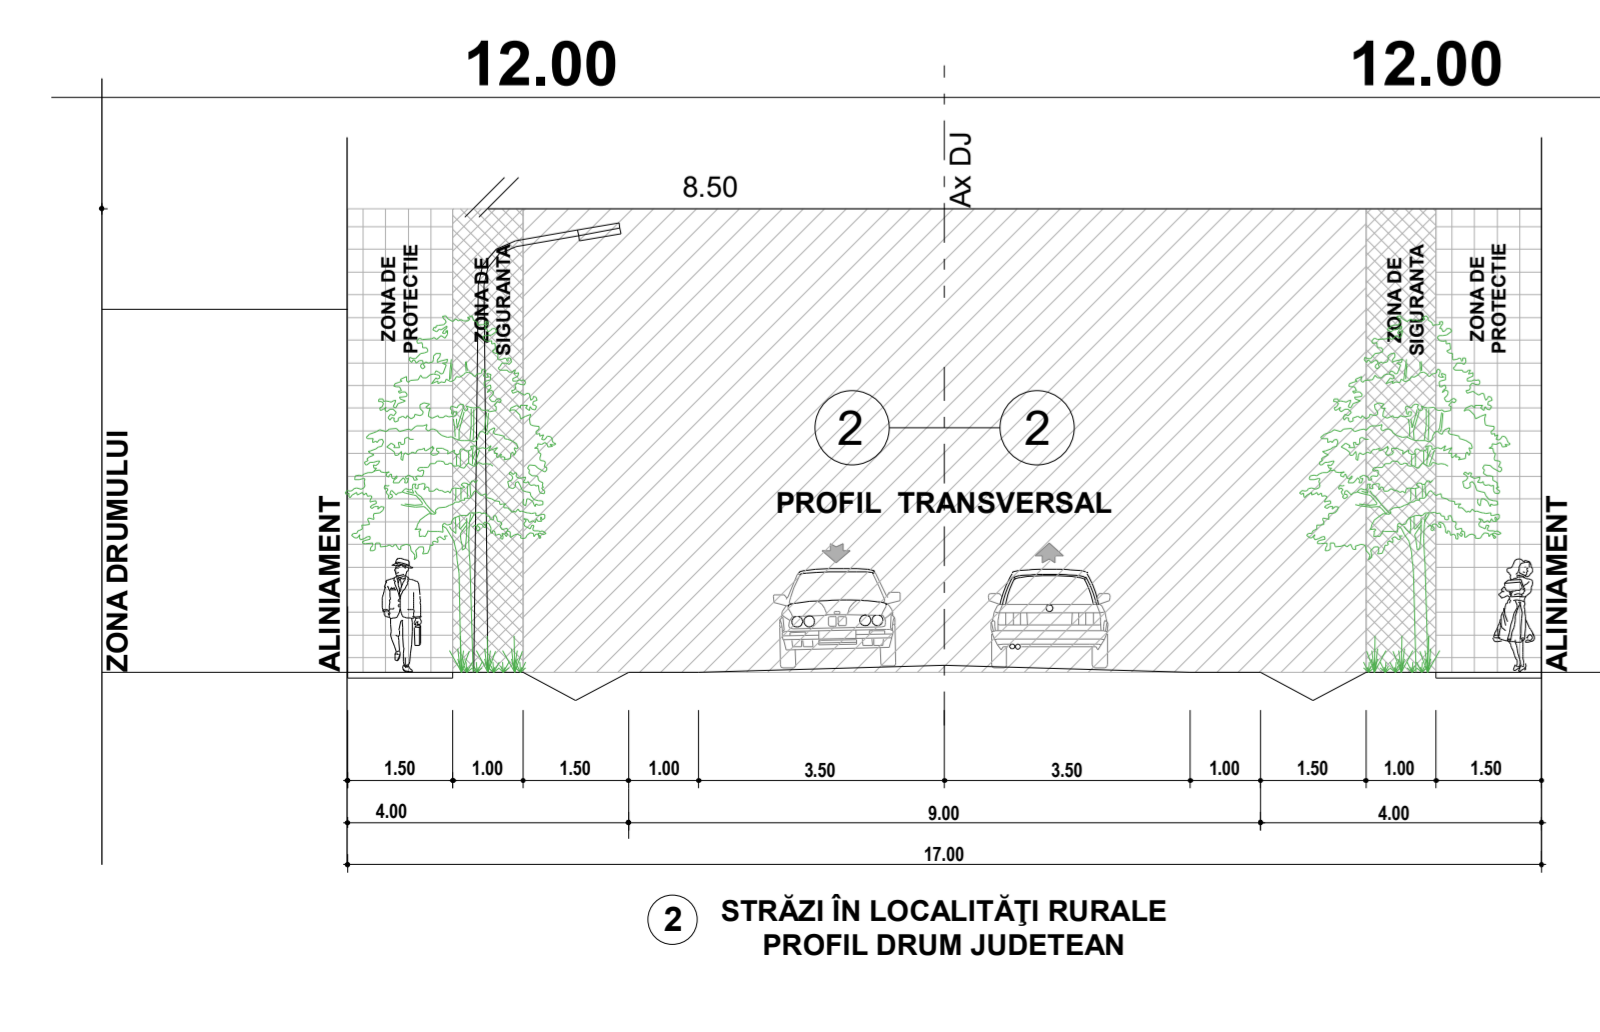 12.00
12.00
Ax DJ
8.50
ZONA DE
PROTECTIE
ZONA DE
SIGURANTA
ZONA DE
SIGURANTA
ZONA DE
PROTECTIE
2
2
PROFIL TRANSVERSAL
ZONA DRUMULUI
ALINIAMENT
ALINIAMENT
1.50
1.00
1.50
1.00
3.50
3.50
1.00
1.50
1.00
1.50
4.00
9.00
4.00
17.00
2
STRĂZI ÎN LOCALITĂŢI RURALE
PROFIL DRUM JUDETEAN